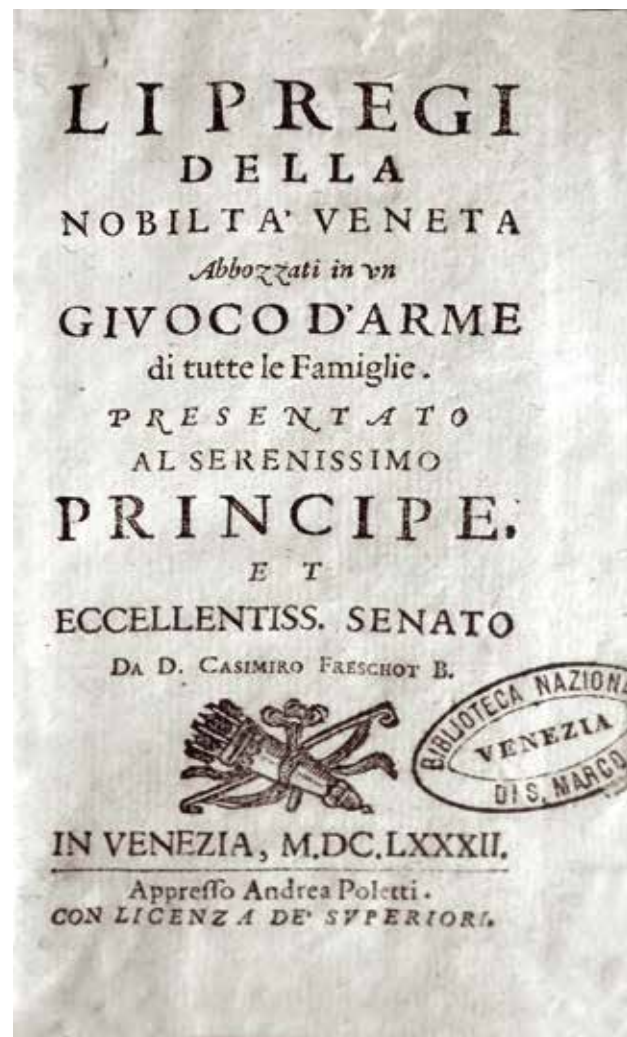 LI PREGI
DELLA
NOBILTA' VENETA
Abbozzati in vn
GIVOCO D'ARME
di tutte le Famiglie.
PRESENTATO
AL SERENISSIMO
PRINCIPE.
ET
ECCELLENTISS. SENATO
DA D. CASIMIRO FRESCHOT B.
BIBLIOTECA NAZION
VENEZIA
DI S. MARCO
IN VENEZIA, M.DC.LXXXII.
Appreſſo Andrea Poletti.
CON LICENZA DE' SVPERIORI.